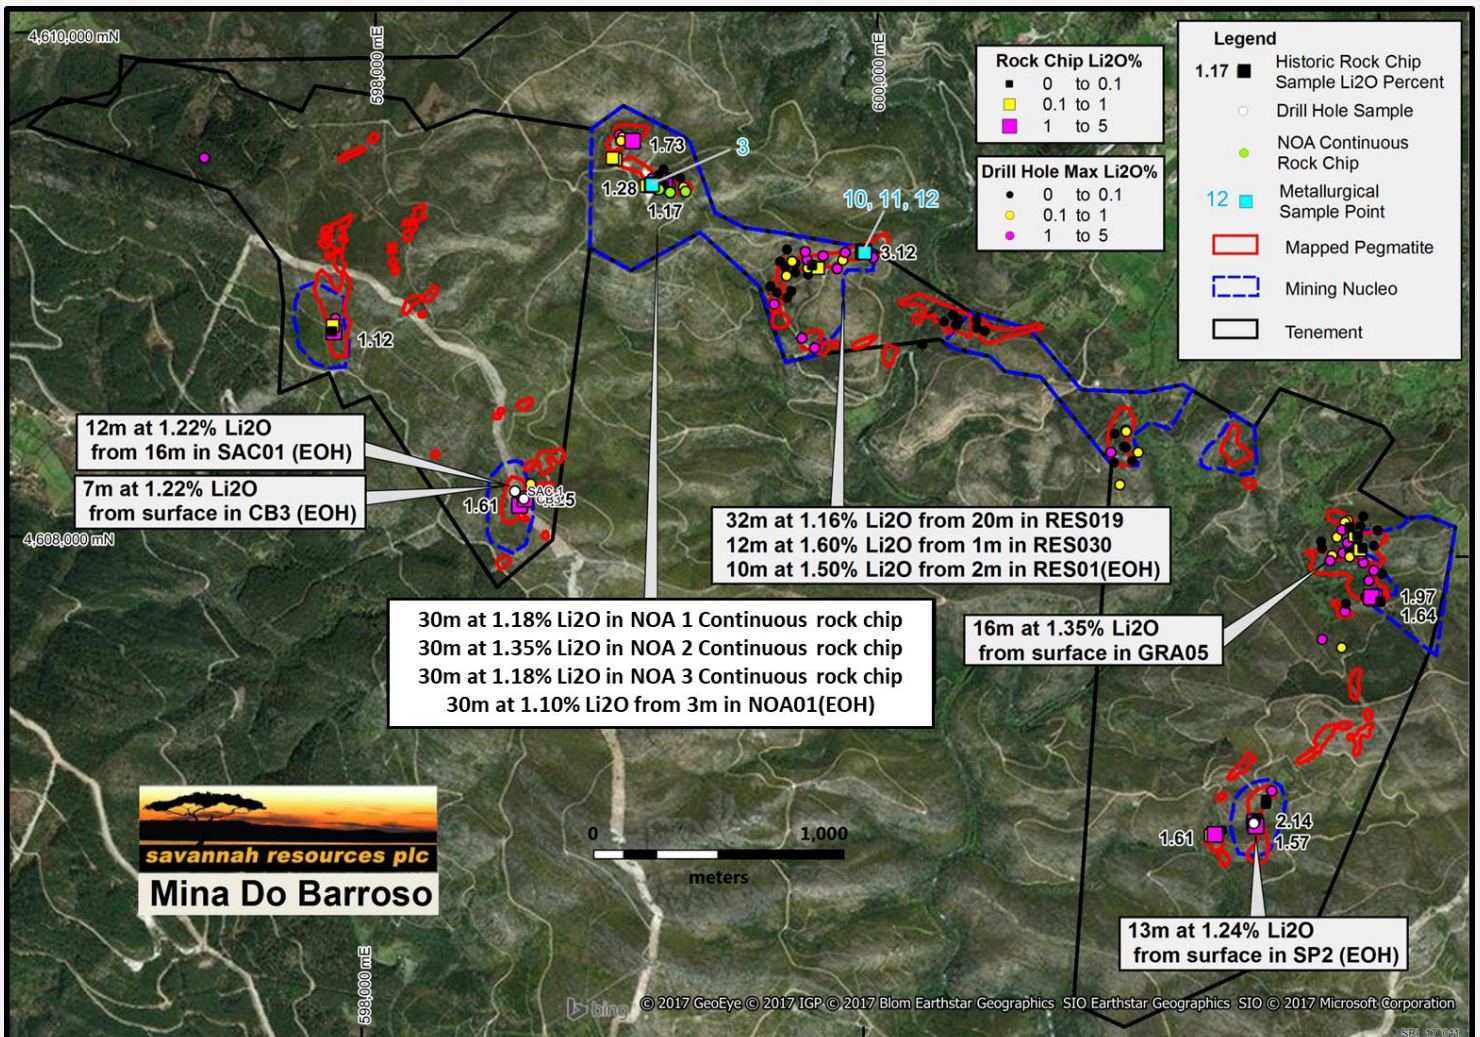 4,610,000 mN
598,000 mE
600,000 mE
Rock Chip Li2O%
0 to 0.1
0.1 to 1
1 to 5
Drill Hole Max Li2O%
0 to 0.1
0.1 to 1
1 to 5
Legend
1.17 Historic Rock Chip
Sample Li2O Percent
Drill Hole Sample
NOA Continuous
Rock Chip
12 Metallurgical
Sample Point
Mapped Pegmatite
Mining Nucleo
Tenement
1.73
3
1.28
1.17
10, 11, 12
3.12
1.12
12m at 1.22% Li2O
from 16m in SAC01 (EOH)
7m at 1.22% Li2O
from surface in CB3 (EOH)
1.61
4,608,000 mN
32m at 1.16% Li2O from 20m in RES019
12m at 1.60% Li2O from 1m in RES030
10m at 1.50% Li2O from 2m in RES01(EOH)
30m at 1.18% Li2O in NOA 1 Continuous rock chip
30m at 1.35% Li2O in NOA 2 Continuous rock chip
30m at 1.18% Li2O in NOA 3 Continuous rock chip
30m at 1.10% Li2O from 3m in NOA01(EOH)
1.97
1.64
16m at 1.35% Li2O
from surface in GRA05
savannah resources plc
Mina Do Barroso
0 1,000
meters
1.61
2.14
1.57
13m at 1.24% Li2O
from surface in SP2 (EOH)
598,000 mE
bing © 2017 GeoEye © 2017 IGP © 2017 Blom Earthstar Geographics SIO Earthstar Geographics SIO © 2017 Microsoft Corporation